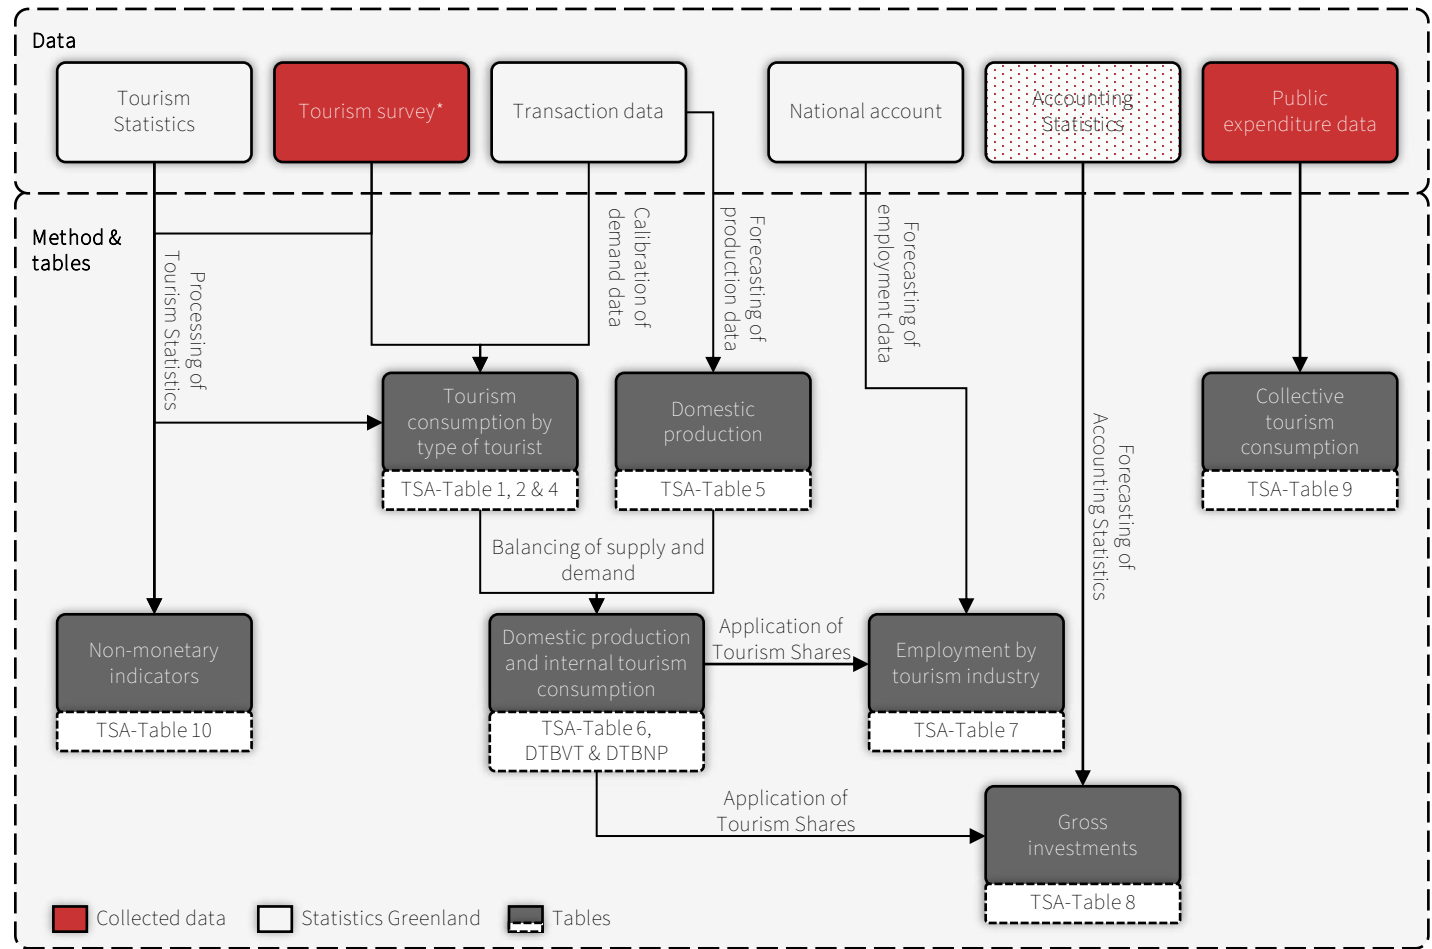 Data
Tourism
Statistics
Tourism survey*
Transaction data
National account
Accounting
Statistics
Public
expenditure data
Method &
tables
Processing of
Tourism Statistics
Calibration of
demand data
Forecasting of
production data
Forecasting of
employment data
Forecasting of
Accounting Statistics
Tourism
consumption by
type of tourist
TSA-Table 1, 2 & 4
Domestic
production
TSA-Table 5
Collective
tourism
consumption
TSA-Table 9
Balancing of supply and
demand
Non-monetary
indicators
TSA-Table 10
Domestic production
and internal tourism
consumption
TSA-Table 6,
DTBVT & DTBNP
Application of
Tourism Shares
Employment by
tourism industry
TSA-Table 7
Application of
Tourism Shares
Gross
investments
TSA-Table 8
Collected data
Statistics Greenland
Tables